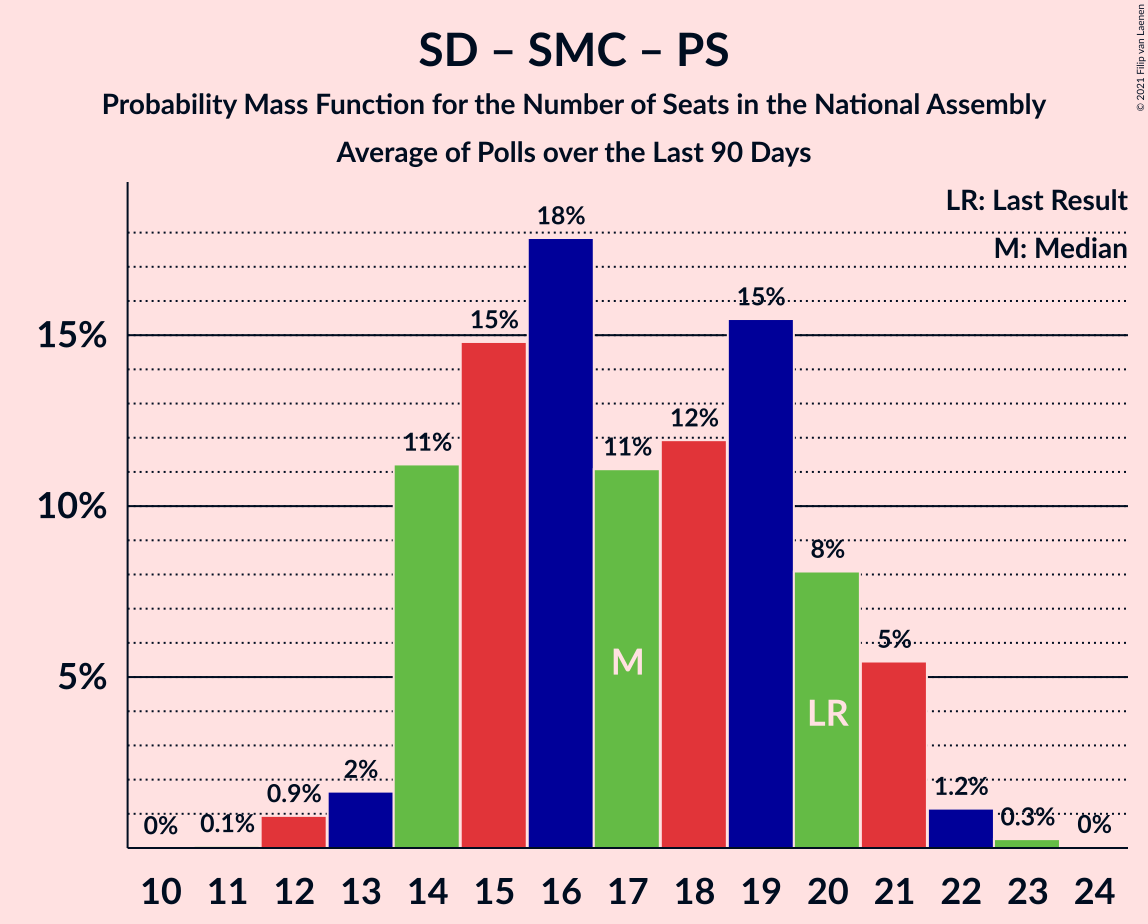 SD – SMC – PS
Probability Mass Function for the Number of Seats in the National Assembly
Average of Polls over the Last 90 Days
© 2021 Filip van Laenen
LR: Last Result
M: Median
15%
10%
5%
0%
0.1%
0.9%
2%
11%
15%
18%
11%
12%
15%
8%
5%
1.2%
0.3%
0%
M
LR
10 11 12 13 14 15 16 17 18 19 20 21 22 23 24